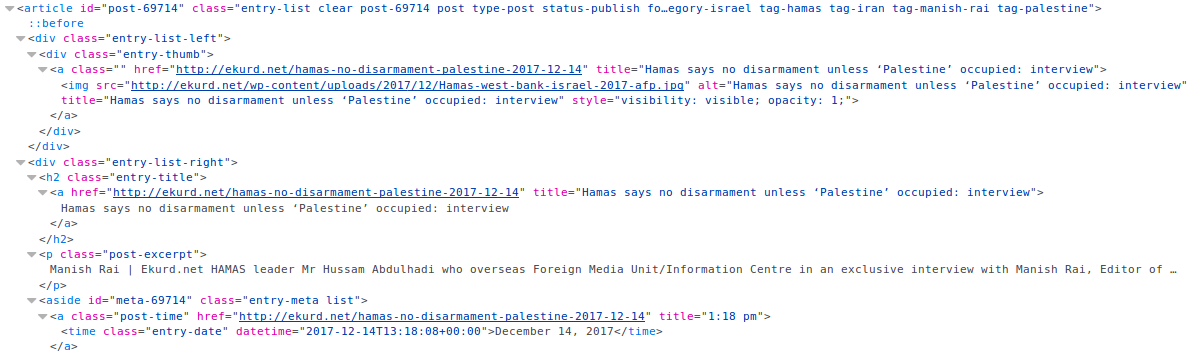 <article id="post-69714" class="entry-list clear post-69714 post type-post status-publish fo…egory-israel tag-hamas tag-iran tag-manish-rai tag-palestine">
::before
<div class="entry-list-left">
<div class="entry-thumb">
<a class="" href="http://ekurd.net/hamas-no-disarmament-palestine-2017-12-14" title="Hamas says no disarmament unless ‘Palestine’ occupied: interview">
<img src="http://ekurd.net/wp-content/uploads/2017/12/Hamas-west-bank-israel-2017-afp.jpg" alt="Hamas says no disarmament unless ‘Palestine’ occupied: interview"
title="Hamas says no disarmament unless ‘Palestine’ occupied: interview" style="visibility: visible; opacity: 1;">
</a>
</div>
</div>
<div class="entry-list-right">
<h2 class="entry-title">
<a href="http://ekurd.net/hamas-no-disarmament-palestine-2017-12-14" title="Hamas says no disarmament unless ‘Palestine’ occupied: interview">
Hamas says no disarmament unless ‘Palestine’ occupied: interview
</a>
</h2>
<p class="post-excerpt">
Manish Rai | Ekurd.net HAMAS leader Mr Hussam Abdulhadi who overseas Foreign Media Unit/Information Centre in an exclusive interview with Manish Rai, Editor of …
</p>
<aside id="meta-69714" class="entry-meta list">
<a class="post-time" href="http://ekurd.net/hamas-no-disarmament-palestine-2017-12-14" title="1:18 pm">
<time class="entry-date" datetime="2017-12-14T13:18:08+00:00">December 14, 2017</time>
</a>